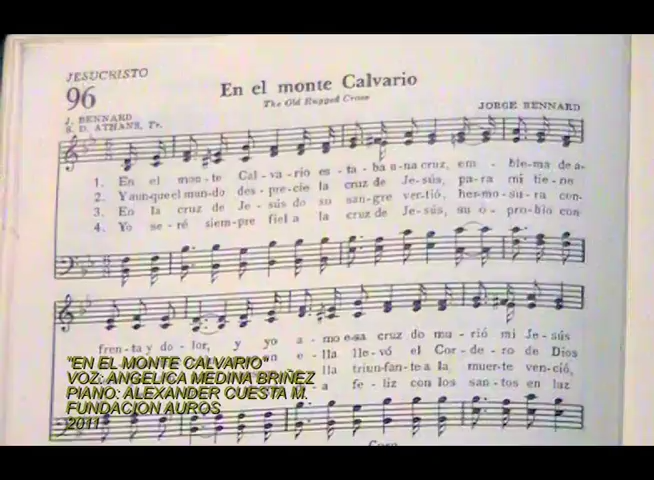 JESUCRISTO
96
En el monte Calvario
The Old Rugged Cross
J. BENNARD
S. D. ATHANS, Tr.
JORGE BENNARD
1. En el mon-te Cal-va-rio es-ta-ba u-na cruz, em-ble-ma de a-
2. Y aun-que el mun-do des-pre-cie la cruz de Je-sús, pa-ra mi tie-ne
3. En la cruz de Je-sús do su san-gre ver-tió, her-mo-su-ra con-
4. Yo se-ré siem-pre fiel a la cruz de Je-sús, su o-pro-bio con
fren-ta y do-lor, y yo a-mo esa cruz do mu-rió mi Je-sús
e-lla lle-vó el Cor-de-ro de Dios
triun-fan-te a la muer-te ven-ció,
a fe-liz con los san-tos en luz
"EN EL MONTE CALVARIO"
VOZ: ANGELICA MEDINA BRIÑEZ
PIANO: ALEXANDER CUESTA M.
FUNDACION AUROS
2011
Coro